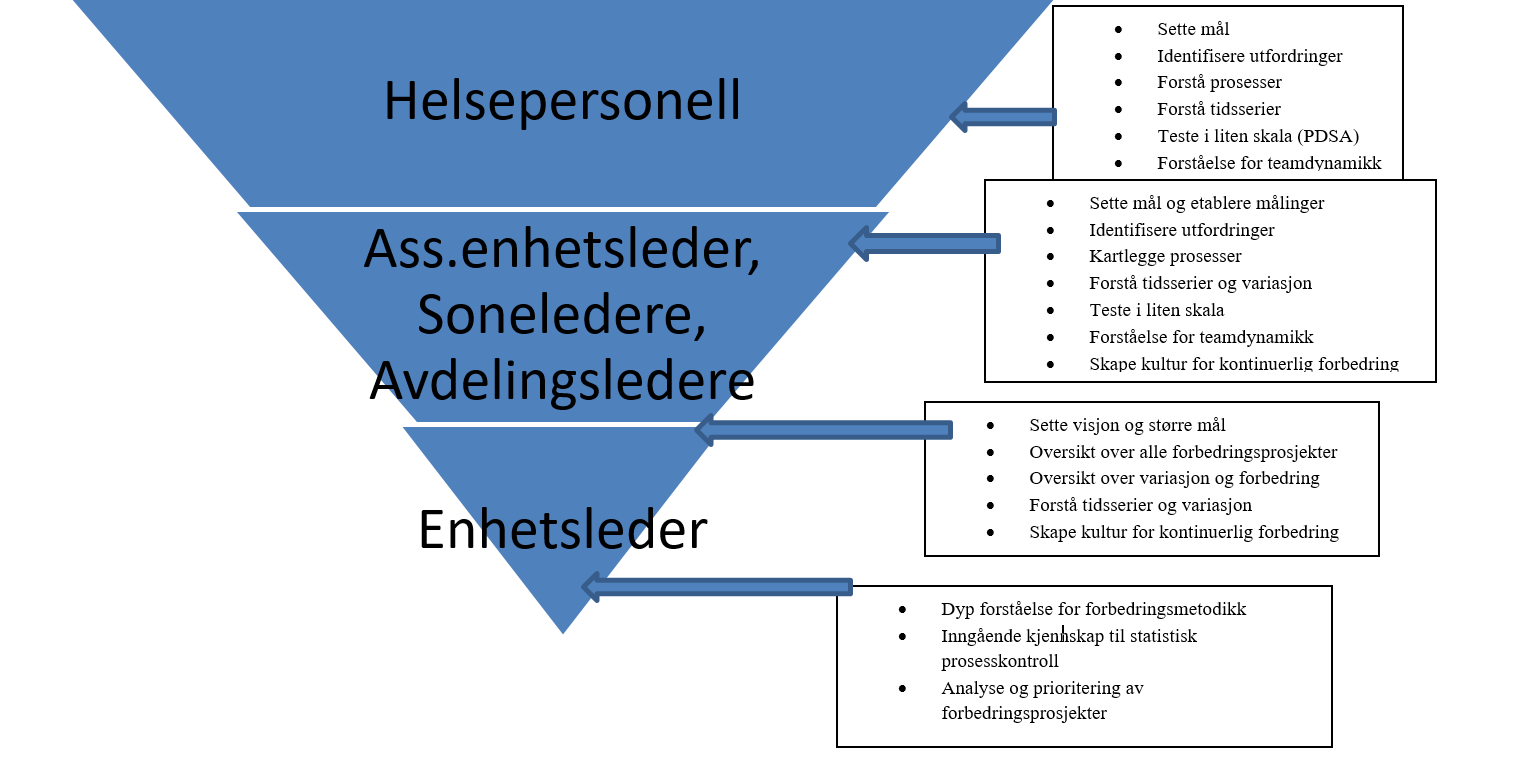 Helsepersonell
• Sette mål
• Identifisere utfordringer
• Forstå prosesser
• Forstå tidsserier
• Teste i liten skala (PDSA)
• Forståelse for teamdynamikk
Ass.enhetsleder,
Soneledere,
Avdelingsledere
• Sette mål og etablere målinger
• Identifisere utfordringer
• Kartlegge prosesser
• Forstå tidsserier og variasjon
• Teste i liten skala
• Forståelse for teamdynamikk
• Skape kultur for kontinuerlig forbedring
Enhetsleder
• Sette visjon og større mål
• Oversikt over alle forbedringsprosjekter
• Oversikt over variasjon og forbedring
• Forstå tidsserier og variasjon
• Skape kultur for kontinuerlig forbedring
• Dyp forståelse for forbedringsmetodikk
• Inngående kjennskap til statistisk
prosesskontroll
• Analyse og prioritering av
forbedringsprosjekter